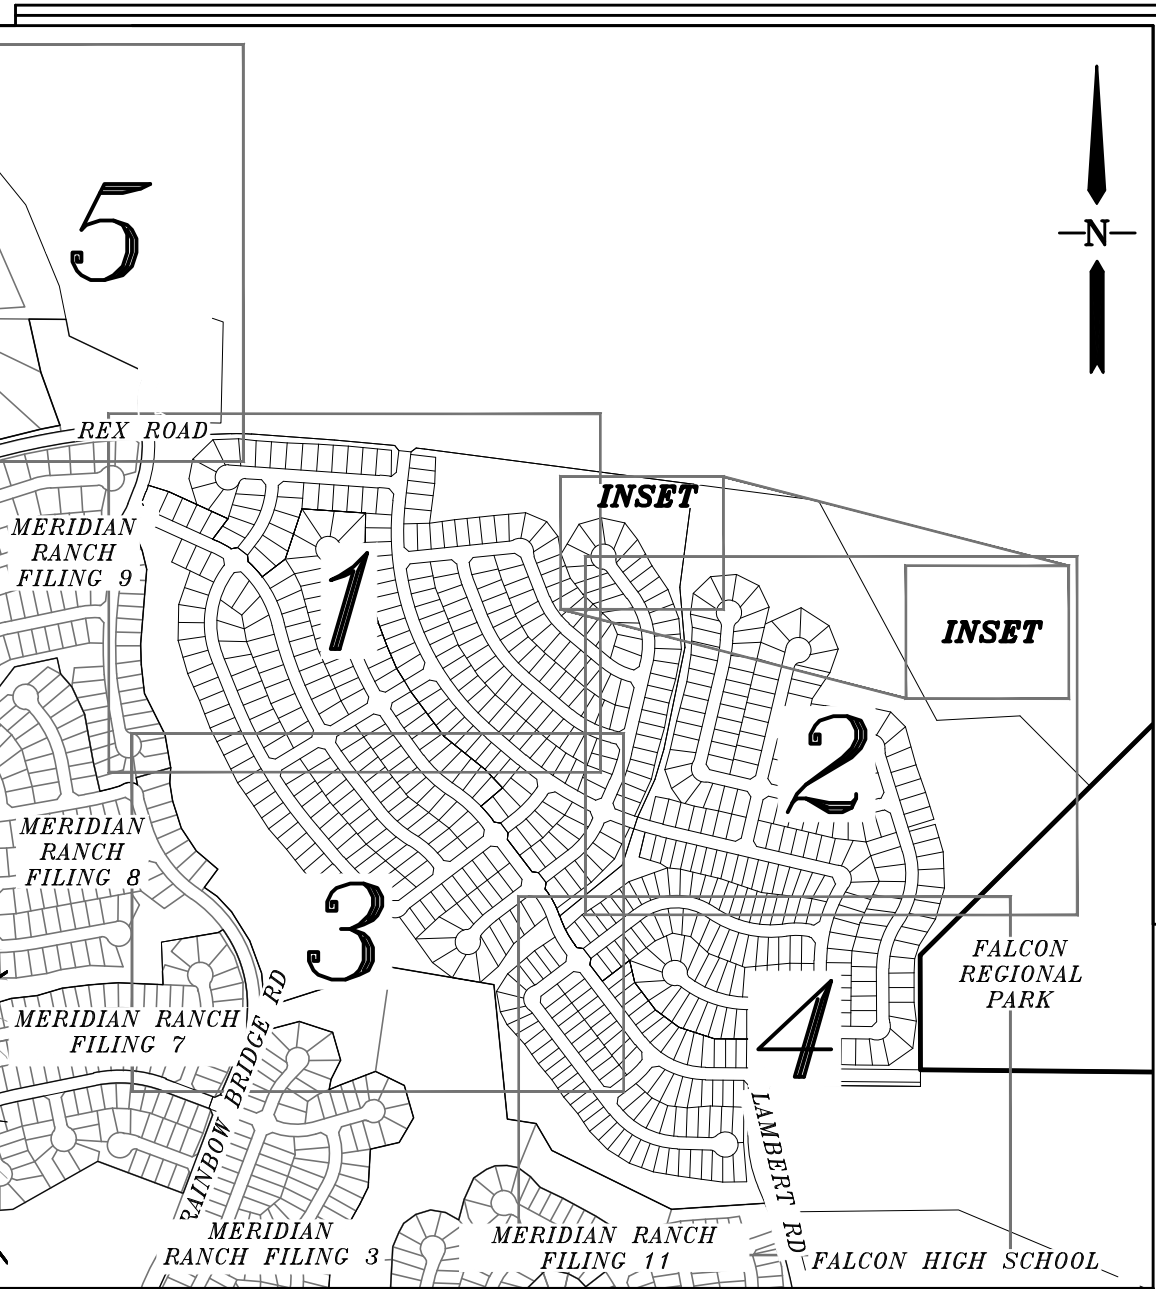 5
N
REX ROAD
INSET
MERIDIAN
RANCH
FILING 9
1
INSET
2
MERIDIAN
RANCH
FILING 8
3
FALCON
REGIONAL
PARK
4
MERIDIAN RANCH
FILING 7
RAINBOW BRIDGE RD
LAMBERT RD
MERIDIAN
RANCH FILING 3
MERIDIAN RANCH
FILING 11
FALCON HIGH SCHOOL